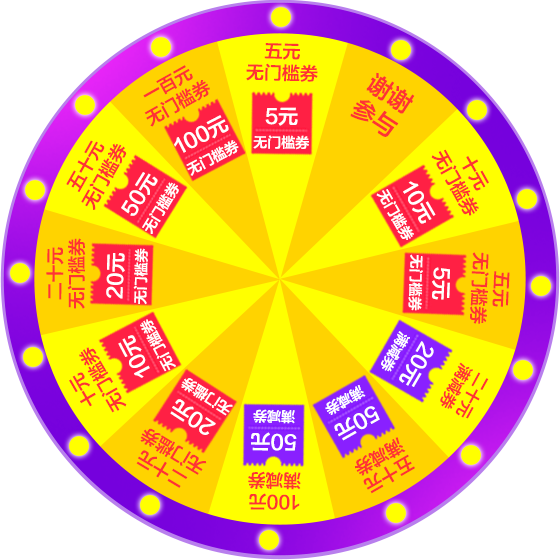 五元
无门槛券
5元
无门槛券
谢谢
参与
十元
无门槛券
10元
无门槛券
五元
无门槛券
5元
无门槛券
二十元
满减券
20元
满减券
五十元
满减券
50元
满减券
100元
满减券
50元
满减券
二十元
无门槛券
20元
无门槛券
十元
无门槛券
10元
无门槛券
二十元
无门槛券
20元
无门槛券
五十元
无门槛券
50元
无门槛券
一百元
无门槛券
100元
无门槛券